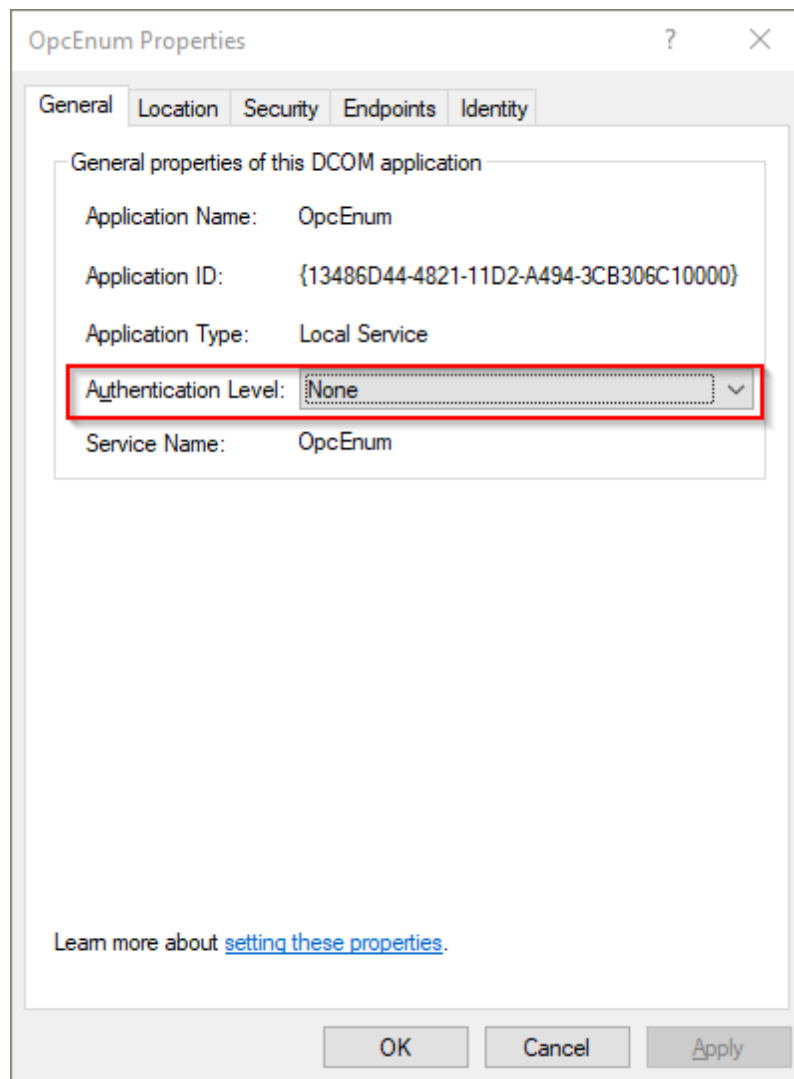 OpcEnum Properties ?
General Location Security Endpoints Identity
General properties of this DCOM application
Application Name: OpcEnum
Application ID: {13486D44-4821-11D2-A494-3CB306C10000}
Application Type: Local Service
Authentication Level: None
Service Name: OpcEnum
Learn more about setting these properties.
OK Cancel Apply